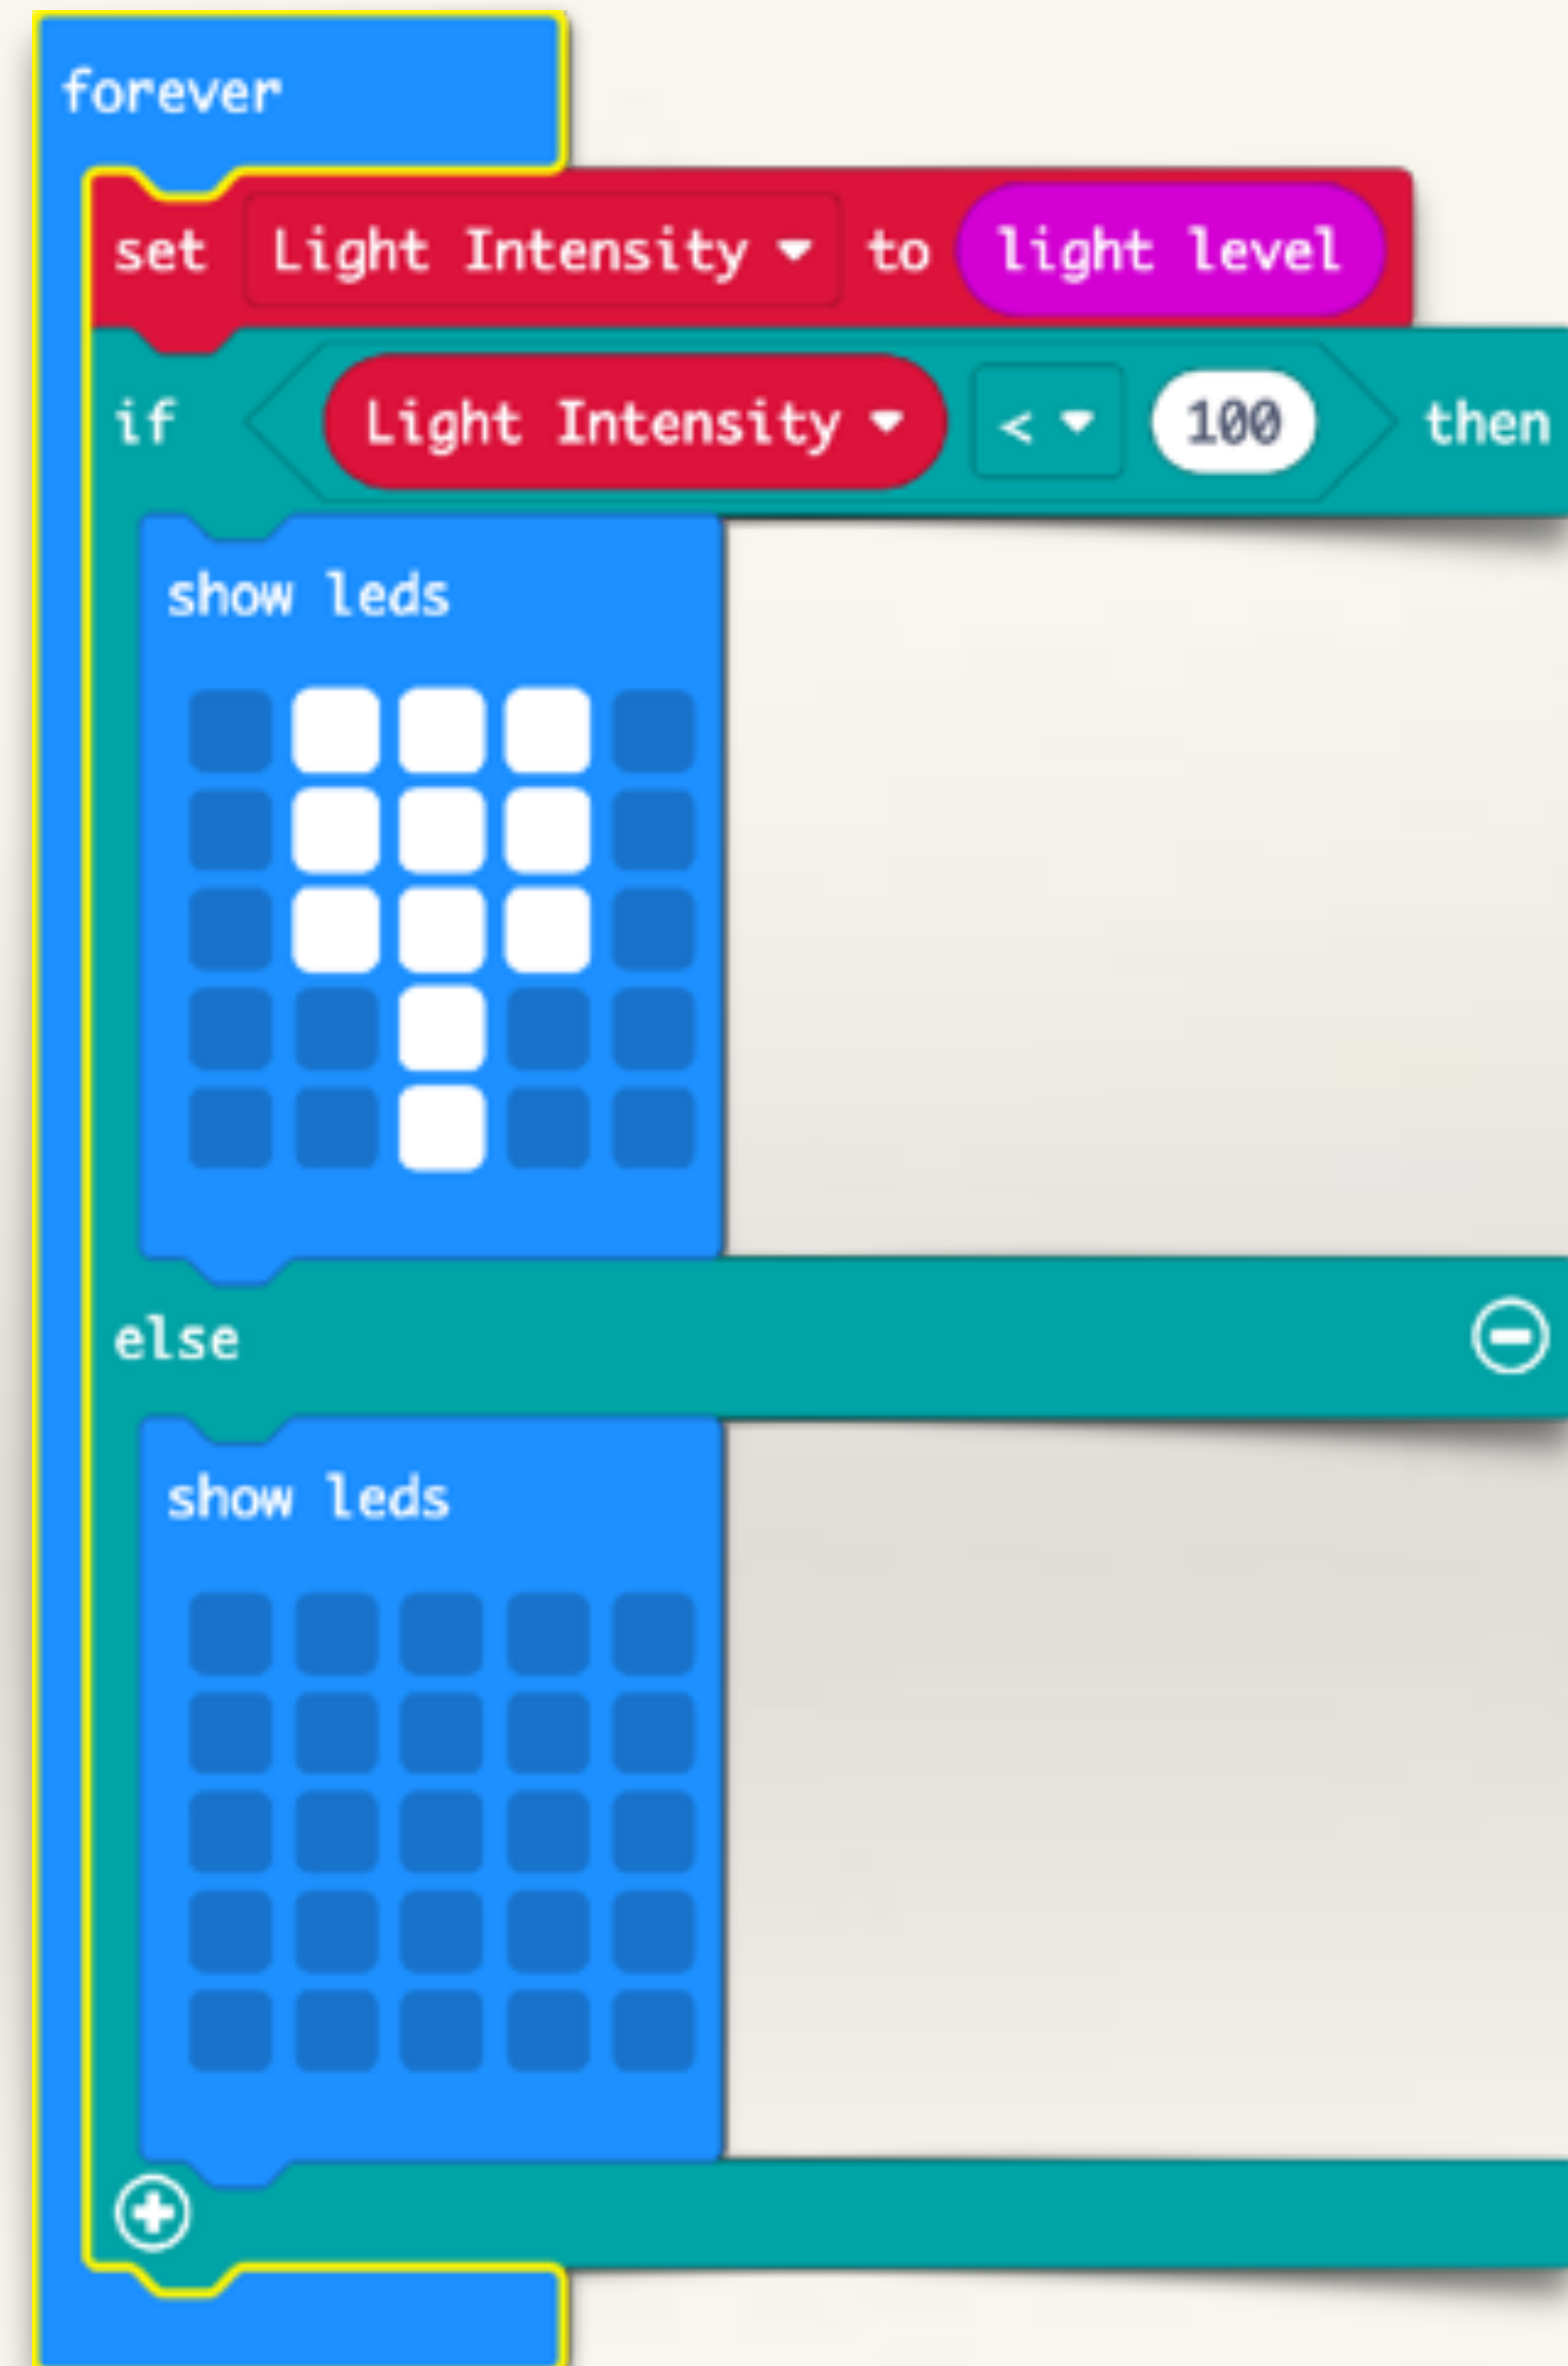 forever
set Light Intensity to light level
if Light Intensity < 100 then
show leds
else
show leds